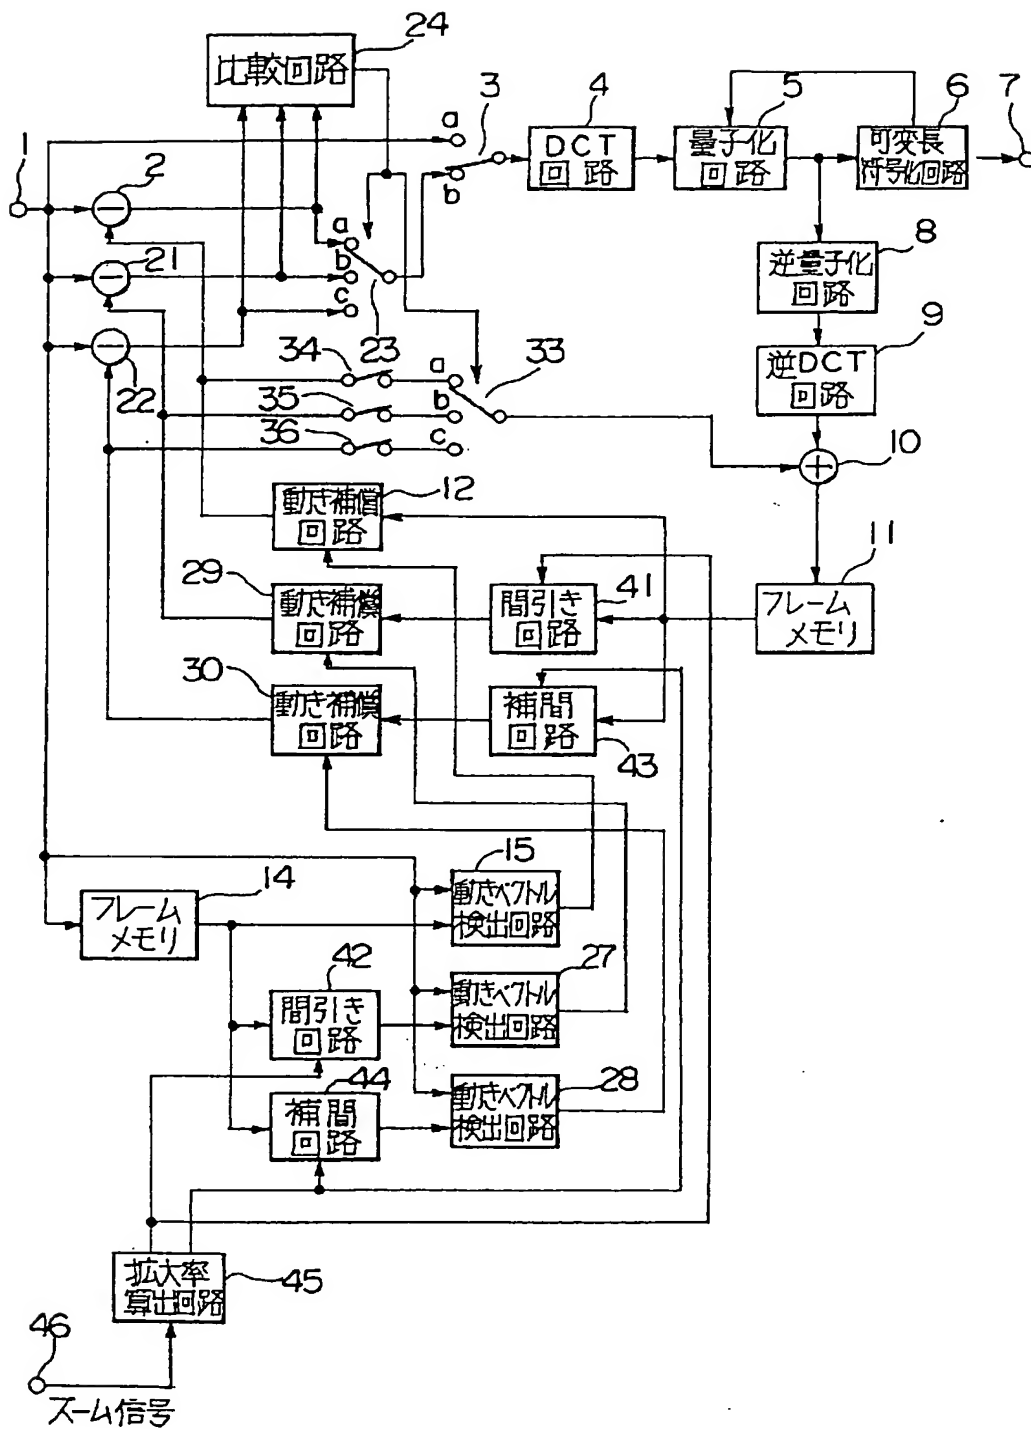 24
比較回路
3
4
5
6
7
a
1
DCT
回路
量子化
回路
可変長
符号化回路
b
2
a
8
21
b
逆量子化
回路
c
23
9
22
34
a
33
逆DCT
回路
35
b
36
c
10
動き補償
回路
12
11
29
動き補償
回路
間引き
回路
41
フレーム
メモリ
30
動き補償
回路
補間
回路
43
15
14
動きベクトル
検出回路
フレーム
メモリ
42
27
間引き
回路
動きベクトル
検出回路
44
28
補間
回路
動きベクトル
検出回路
拡大率
算出回路
45
46
ズーム信号